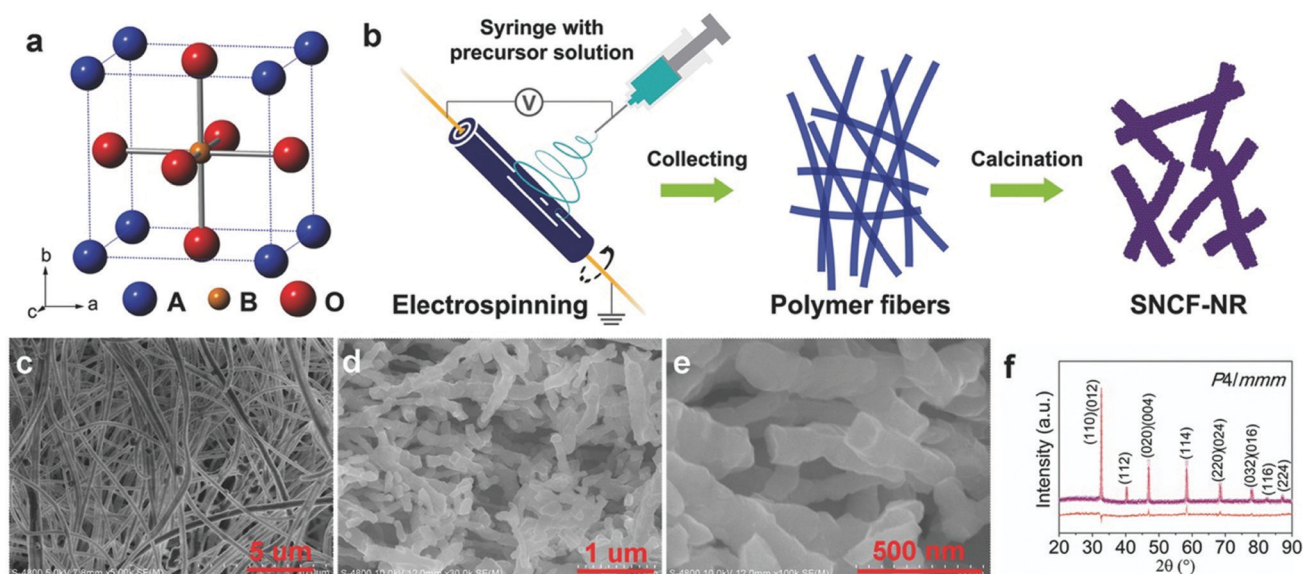 a
b
Syringe with
precursor solution
V
Collecting
Calcination
b
c
a
A
B
O
Electrospinning
Polymer fibers
SNCF-NR
c
5 um
d
1 um
e
500 nm
f
P4/mmm
Intensity (a.u.)
(110)(012)
(112)
(020)(004)
(114)
(220)(024)
(032)(016)
(116)
(224)
20 30 40 50 60 70 80 90
2θ (°)